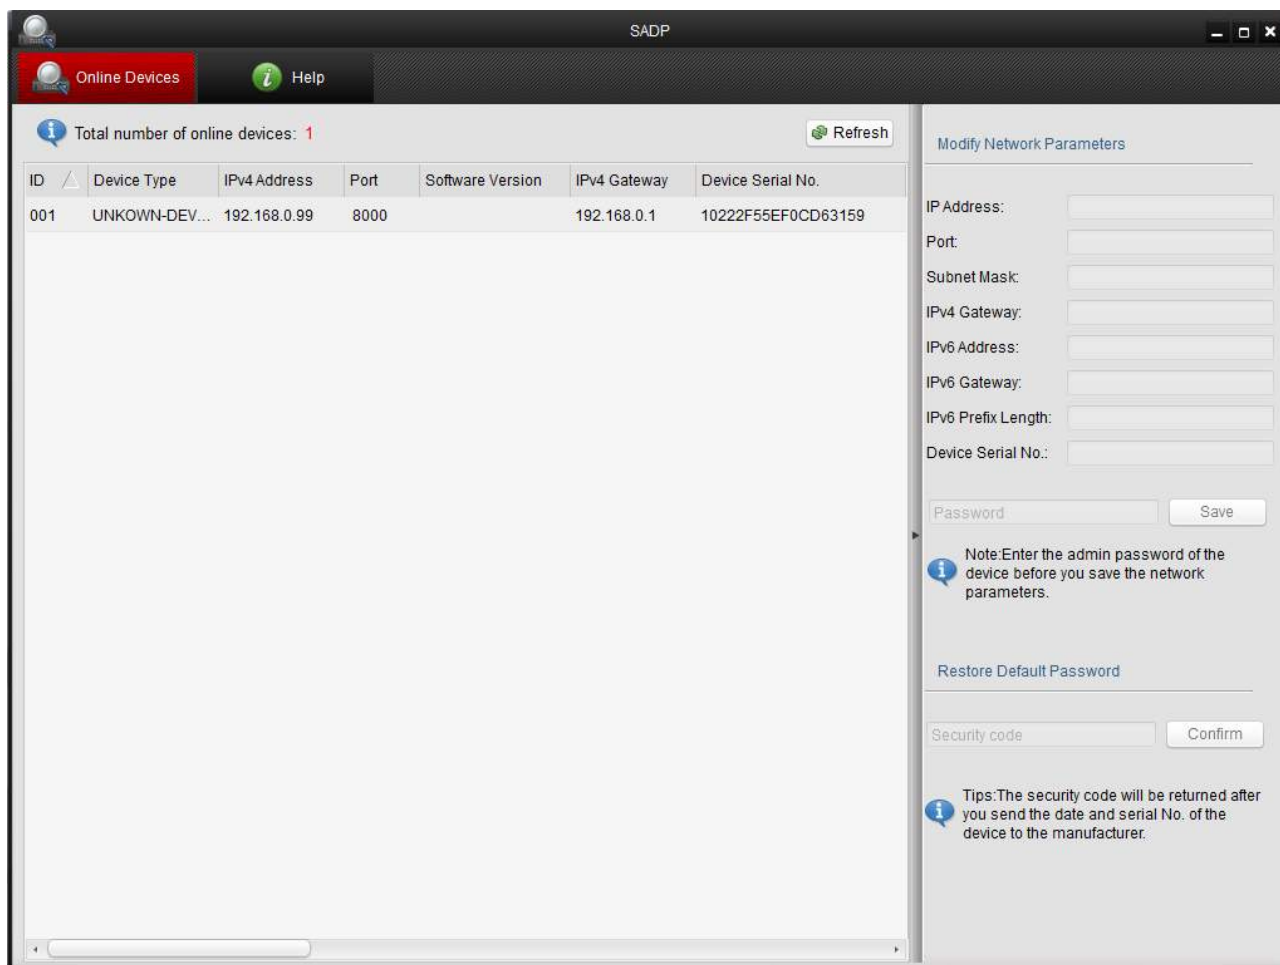 SADP
Online Devices
Help
Total number of online devices: 1
Refresh
ID Device Type IPv4 Address Port Software Version IPv4 Gateway Device Serial No.
001 UNKOWN-DEV... 192.168.0.99 8000 192.168.0.1 10222F55EF0CD63159
Modify Network Parameters
IP Address:
Port:
Subnet Mask:
IPv4 Gateway:
IPv6 Address:
IPv6 Gateway:
IPv6 Prefix Length:
Device Serial No.:
Password
Save
Note:Enter the admin password of the
device before you save the network
parameters.
Restore Default Password
Security code
Confirm
Tips:The security code will be returned after
you send the date and serial No. of the
device to the manufacturer.